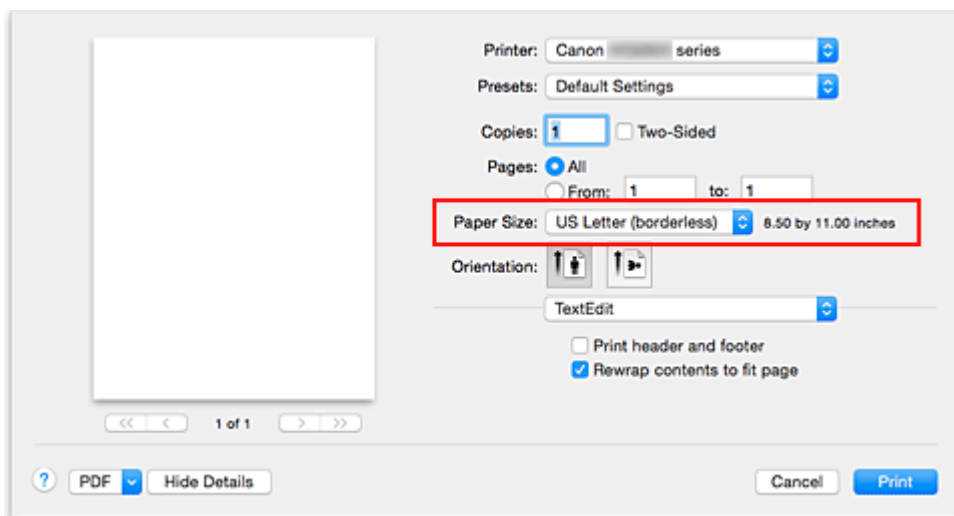 Printer: Canon series
Presets: Default Settings
Copies: 1 Two-Sided
Pages: All
From: 1 to: 1
Paper Size: US Letter (borderless) 8.50 by 11.00 inches
Orientation:
TextEdit
Print header and footer
Rewrap contents to fit page
<< < 1 of 1 > >>
? PDF Hide Details Cancel Print